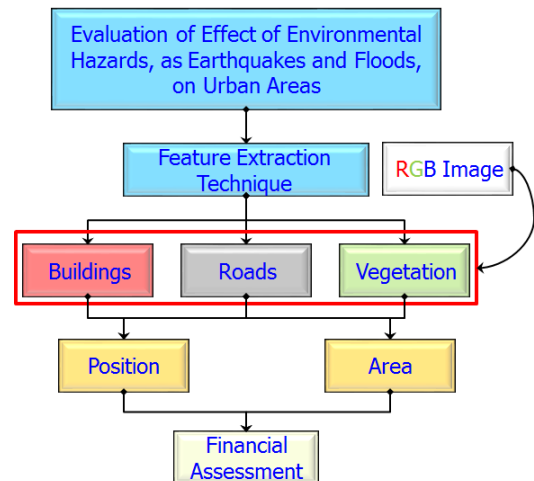 Evaluation of Effect of Environmental
Hazards, as Earthquakes and Floods,
on Urban Areas
Feature Extraction
Technique
RGB Image
Buildings
Roads
Vegetation
Position
Area
Financial
Assessment